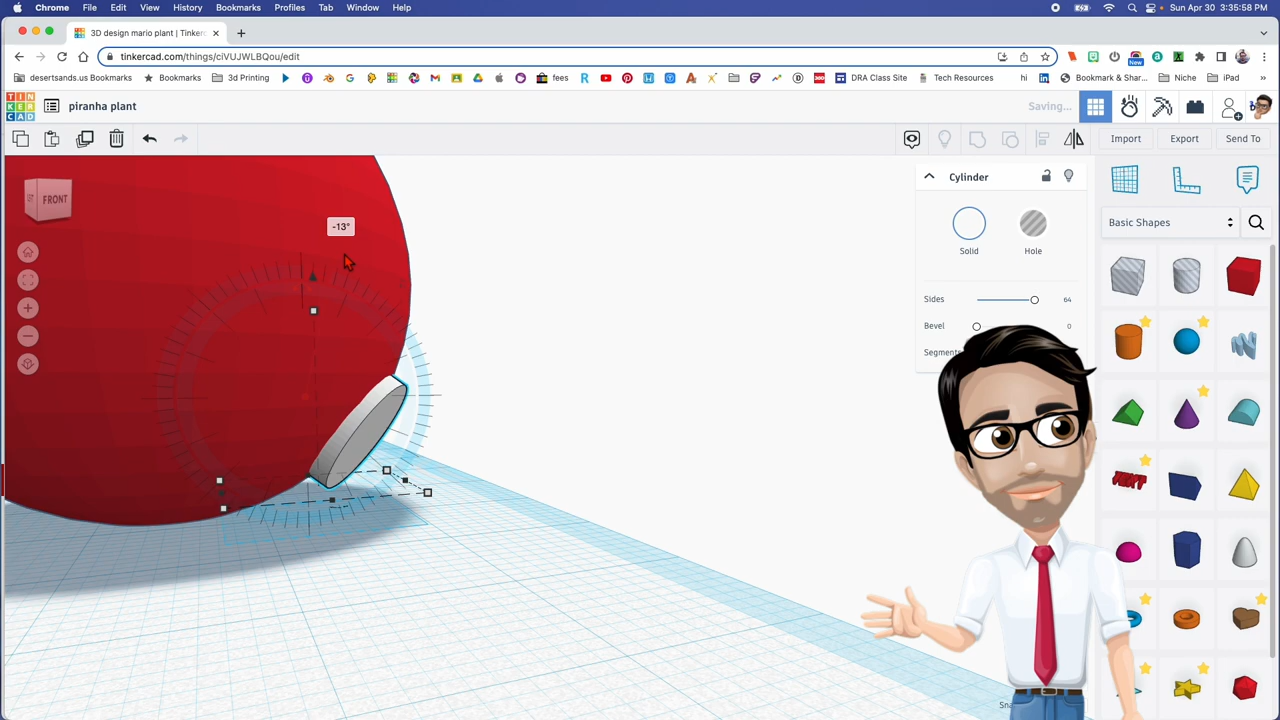 Chrome File Edit View History Bookmarks Profiles Tab Window Help Sun Apr 30 3:35:58 PM
3D design mario plant | Tinker
tinkercad.com/things/ciVUJWLBQou/edit
New
desertsands.us Bookmarks Bookmarks 3d Printing fees DRA Class Site Tech Resources hi Bookmark & Shar... Niche iPad
TIN
KER
CAD
piranha plant Saving...
Import Export Send To
Cylinder
Basic Shapes
FRONT
-13°
Solid Hole
Sides 64
Bevel 0
Segments